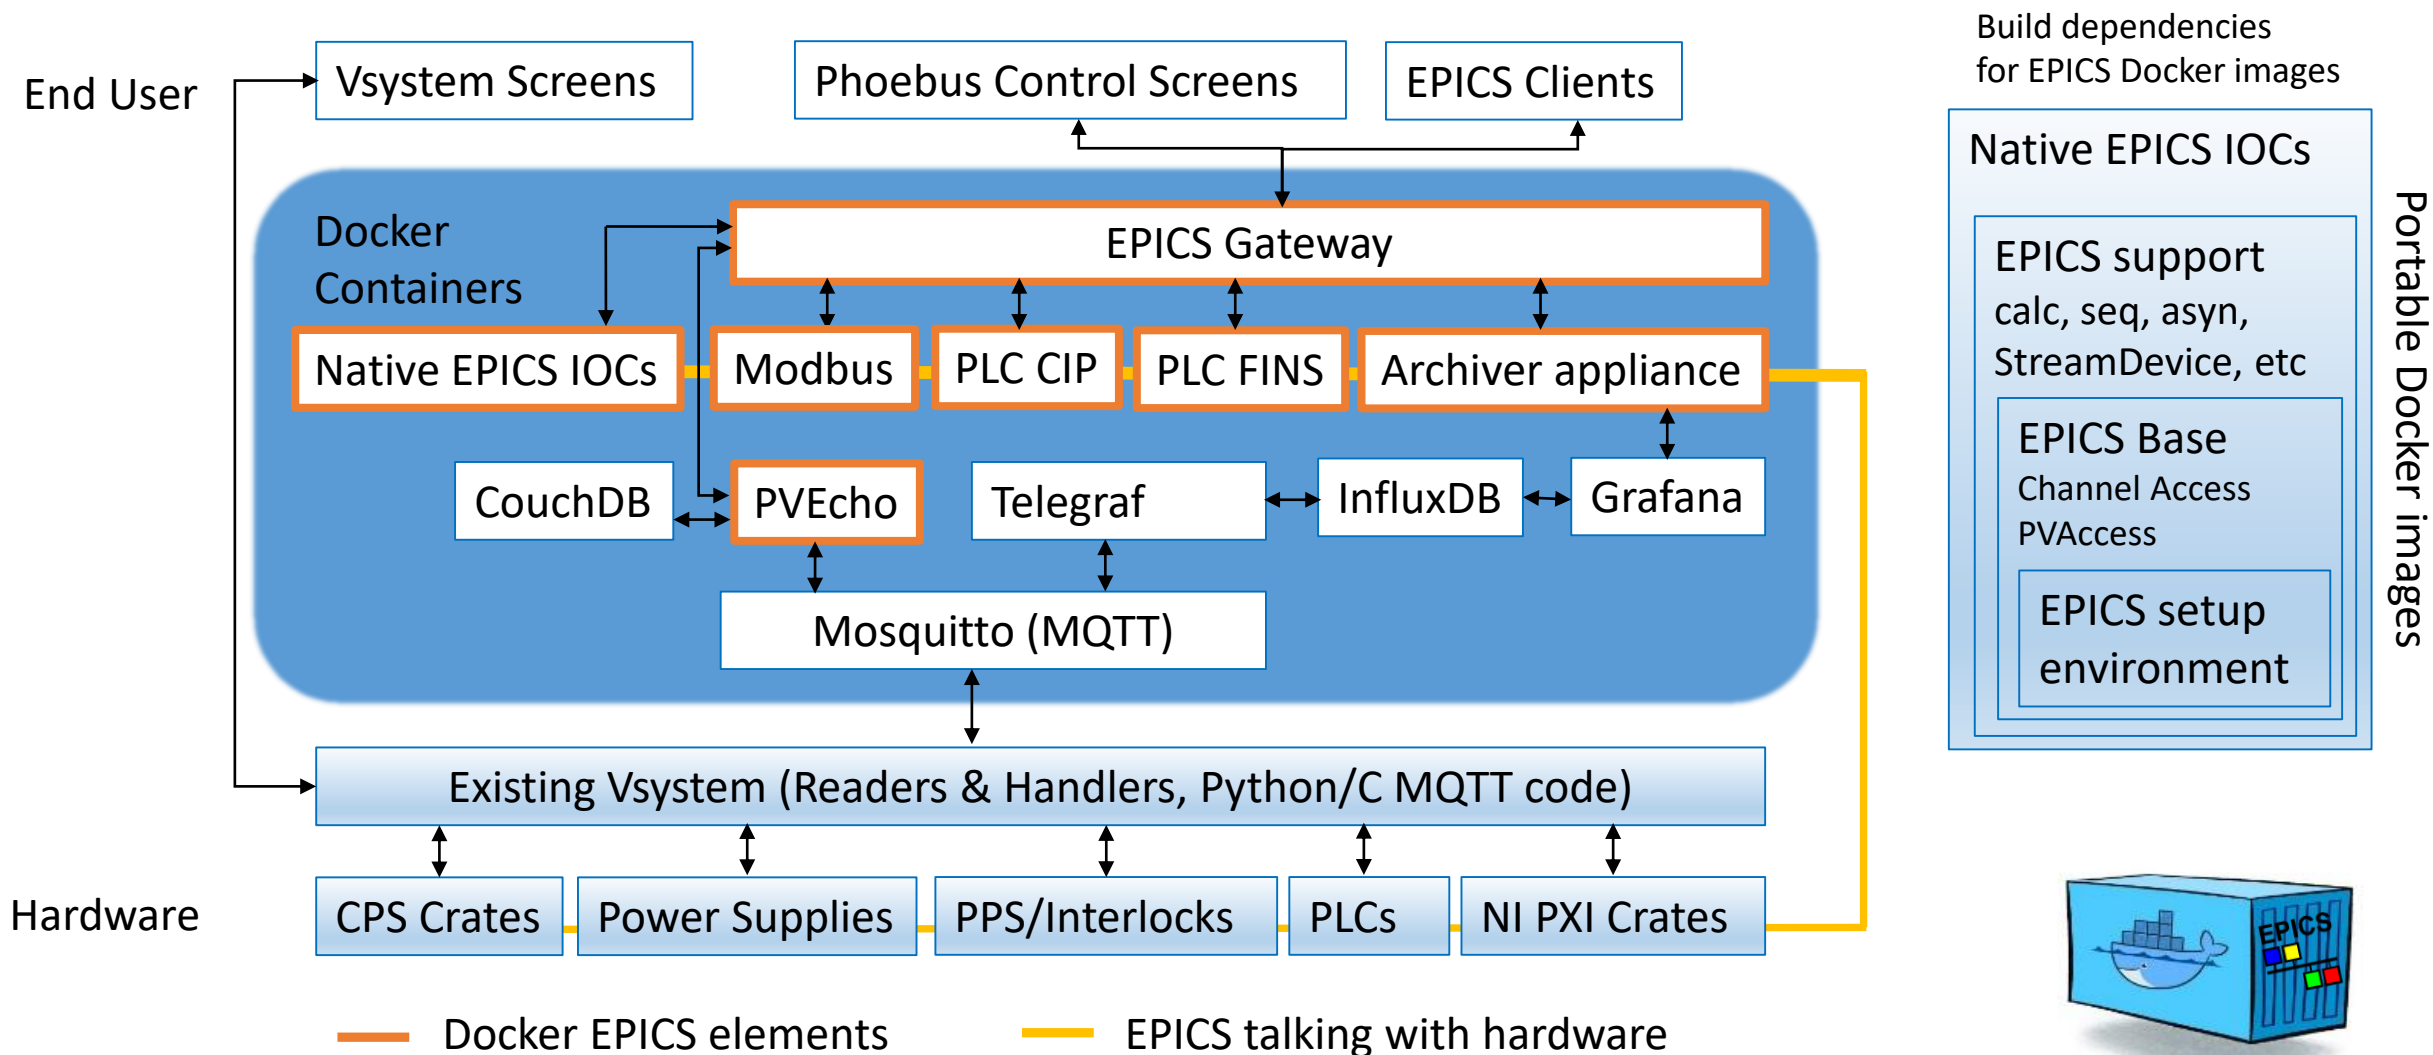 Build dependencies
for EPICS Docker images
End User
Vsystem Screens
Phoebus Control Screens
EPICS Clients
Docker
Containers
EPICS Gateway
Native EPICS IOCs
Modbus
PLC CIP
PLC FINS
Archiver appliance
CouchDB
PVEcho
Telegraf
InfluxDB
Grafana
Mosquitto (MQTT)
Existing Vsystem (Readers & Handlers, Python/C MQTT code)
Hardware
CPS Crates
Power Supplies
PPS/Interlocks
PLCs
NI PXI Crates
Docker EPICS elements
EPICS talking with hardware
Native EPICS IOCs
EPICS support
calc, seq, asyn,
StreamDevice, etc
EPICS Base
Channel Access
PVAccess
EPICS setup
environment
Portable Docker images
EPICS